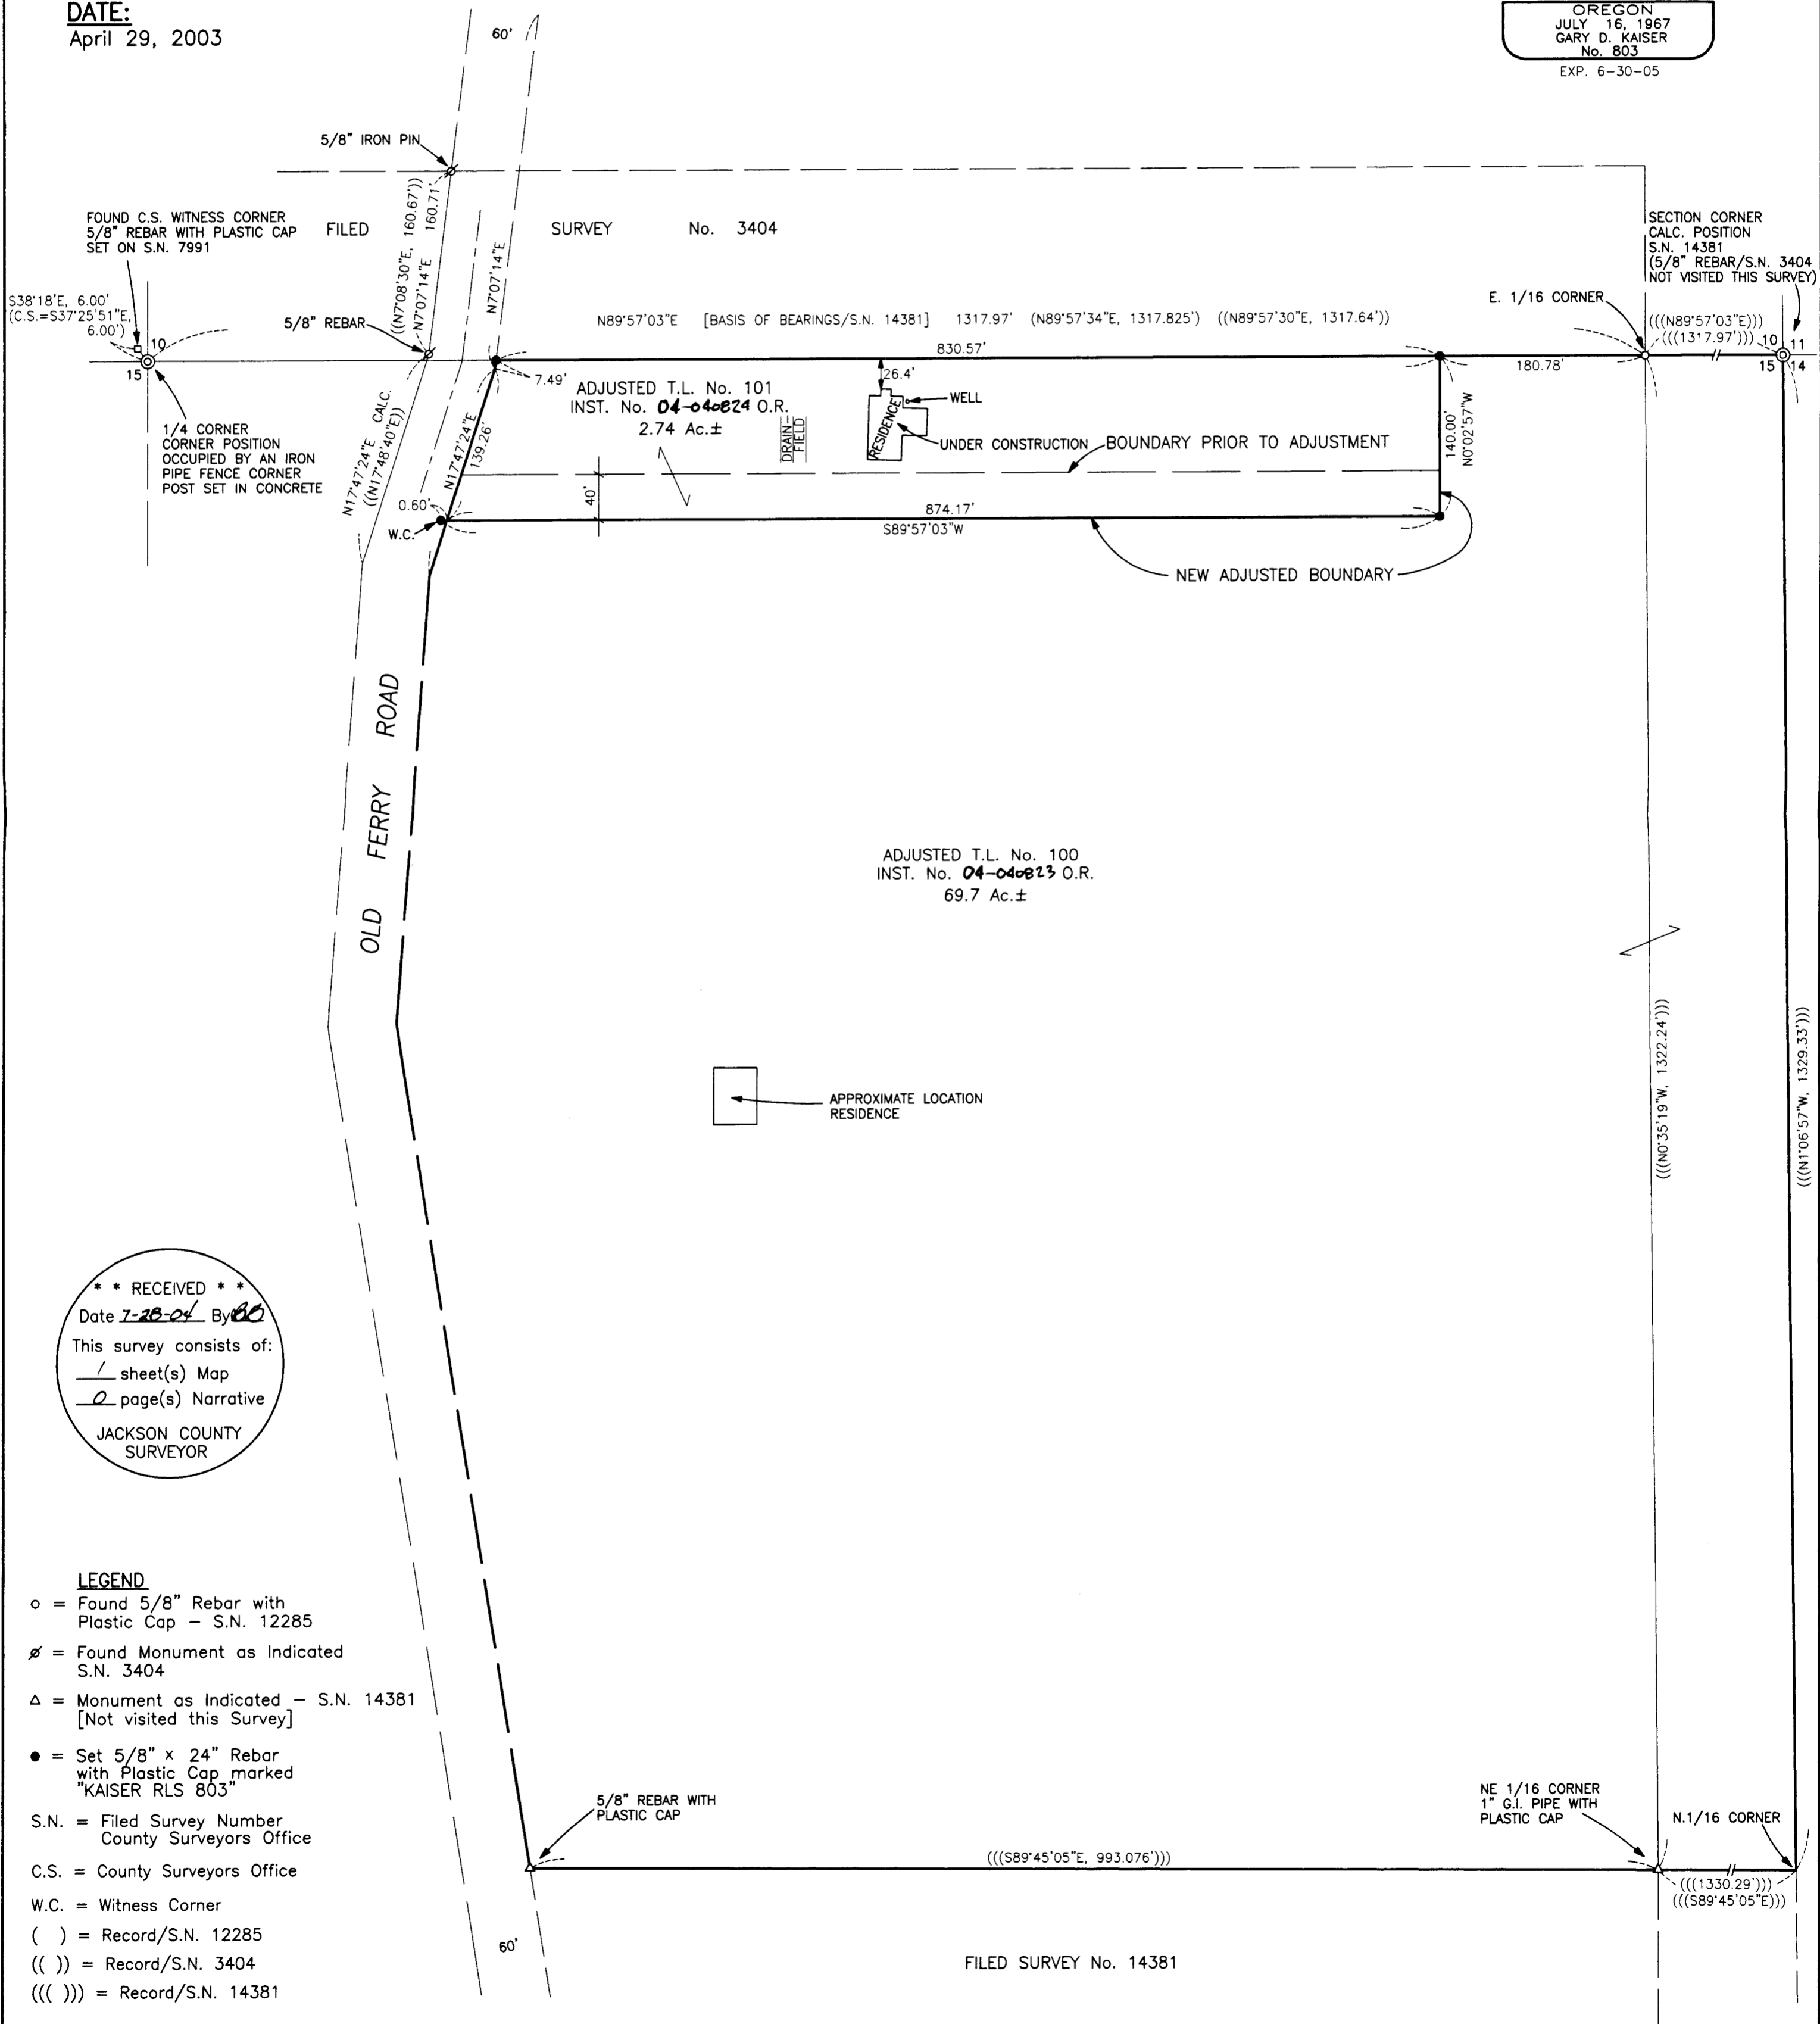 DATE:
April 29, 2003
OREGON
JULY 16, 1967
GARY D. KAISER
No. 803
EXP. 6-30-05
60'
5/8" IRON PIN
FOUND C.S. WITNESS CORNER
5/8" REBAR WITH PLASTIC CAP
SET ON S.N. 7991
FILED SURVEY No. 3404
((N7°08'30"E, 160.67'))
N7°07'14"E 160.71'
N7°07'14"E
SECTION CORNER
CALC. POSITION
S.N. 14381
(5/8" REBAR/S.N. 3404
NOT VISITED THIS SURVEY)
S38°18'E, 6.00'
(C.S.=S37°25'51"E,
6.00')
5/8" REBAR
E. 1/16 CORNER
N89°57'03"E [BASIS OF BEARINGS/S.N. 14381] 1317.97' (N89°57'34"E, 1317.825') ((N89°57'30"E, 1317.64'))
(((N89°57'03"E)))
(((1317.97')))
10
15
10 11
15 14
830.57'
180.78'
7.49'
26.4'
ADJUSTED T.L. No. 101
INST. No. 04-040824 O.R.
2.74 Ac.±
DRAIN-
FIELD
RESIDENCE
WELL
UNDER CONSTRUCTION
BOUNDARY PRIOR TO ADJUSTMENT
140.00'
N0°02'57"W
1/4 CORNER
CORNER POSITION
OCCUPIED BY AN IRON
PIPE FENCE CORNER
POST SET IN CONCRETE
N17°47'24"E CALC.
((N17°48'40"E))
N17°47'24"E
139.26'
40'
0.60'
W.C.
874.17'
S89°57'03"W
NEW ADJUSTED BOUNDARY
OLD FERRY ROAD
ADJUSTED T.L. No. 100
INST. No. 04-040823 O.R.
69.7 Ac.±
(((N0°35'19"W, 1322.24')))
(((N1°06'57"W, 1329.33')))
APPROXIMATE LOCATION
RESIDENCE
* * RECEIVED * *
Date 7-28-04 By BB
This survey consists of:
1 sheet(s) Map
0 page(s) Narrative
JACKSON COUNTY
SURVEYOR
LEGEND
o = Found 5/8" Rebar with
Plastic Cap - S.N. 12285
ø = Found Monument as Indicated
S.N. 3404
△ = Monument as Indicated - S.N. 14381
[Not visited this Survey]
● = Set 5/8" x 24" Rebar
with Plastic Cap marked
"KAISER RLS 803"
S.N. = Filed Survey Number
County Surveyors Office
C.S. = County Surveyors Office
W.C. = Witness Corner
( ) = Record/S.N. 12285
(( )) = Record/S.N. 3404
((( ))) = Record/S.N. 14381
5/8" REBAR WITH
PLASTIC CAP
NE 1/16 CORNER
1" G.I. PIPE WITH
PLASTIC CAP
N.1/16 CORNER
(((S89°45'05"E, 993.076')))
(((1330.29')))
(((S89°45'05"E)))
60'
FILED SURVEY No. 14381